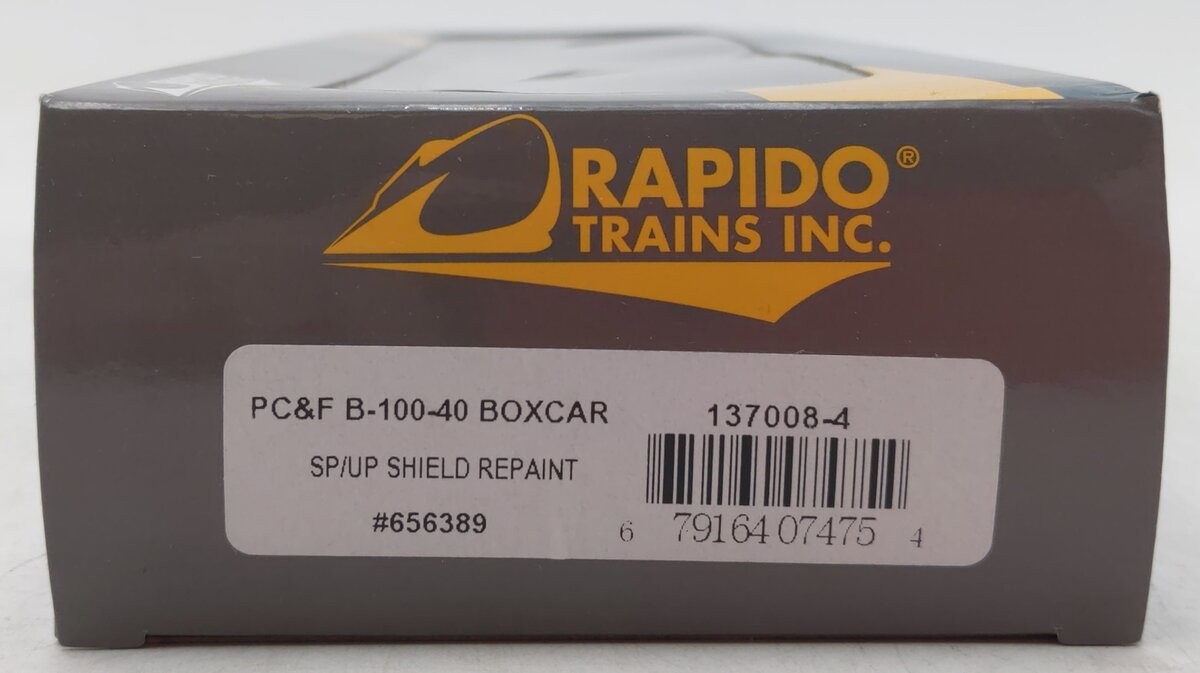 RAPIDO®
TRAINS INC.
PC&F B-100-40 BOXCAR
SP/UP SHIELD REPAINT
#656389
137008-4
6 79164 07475 4